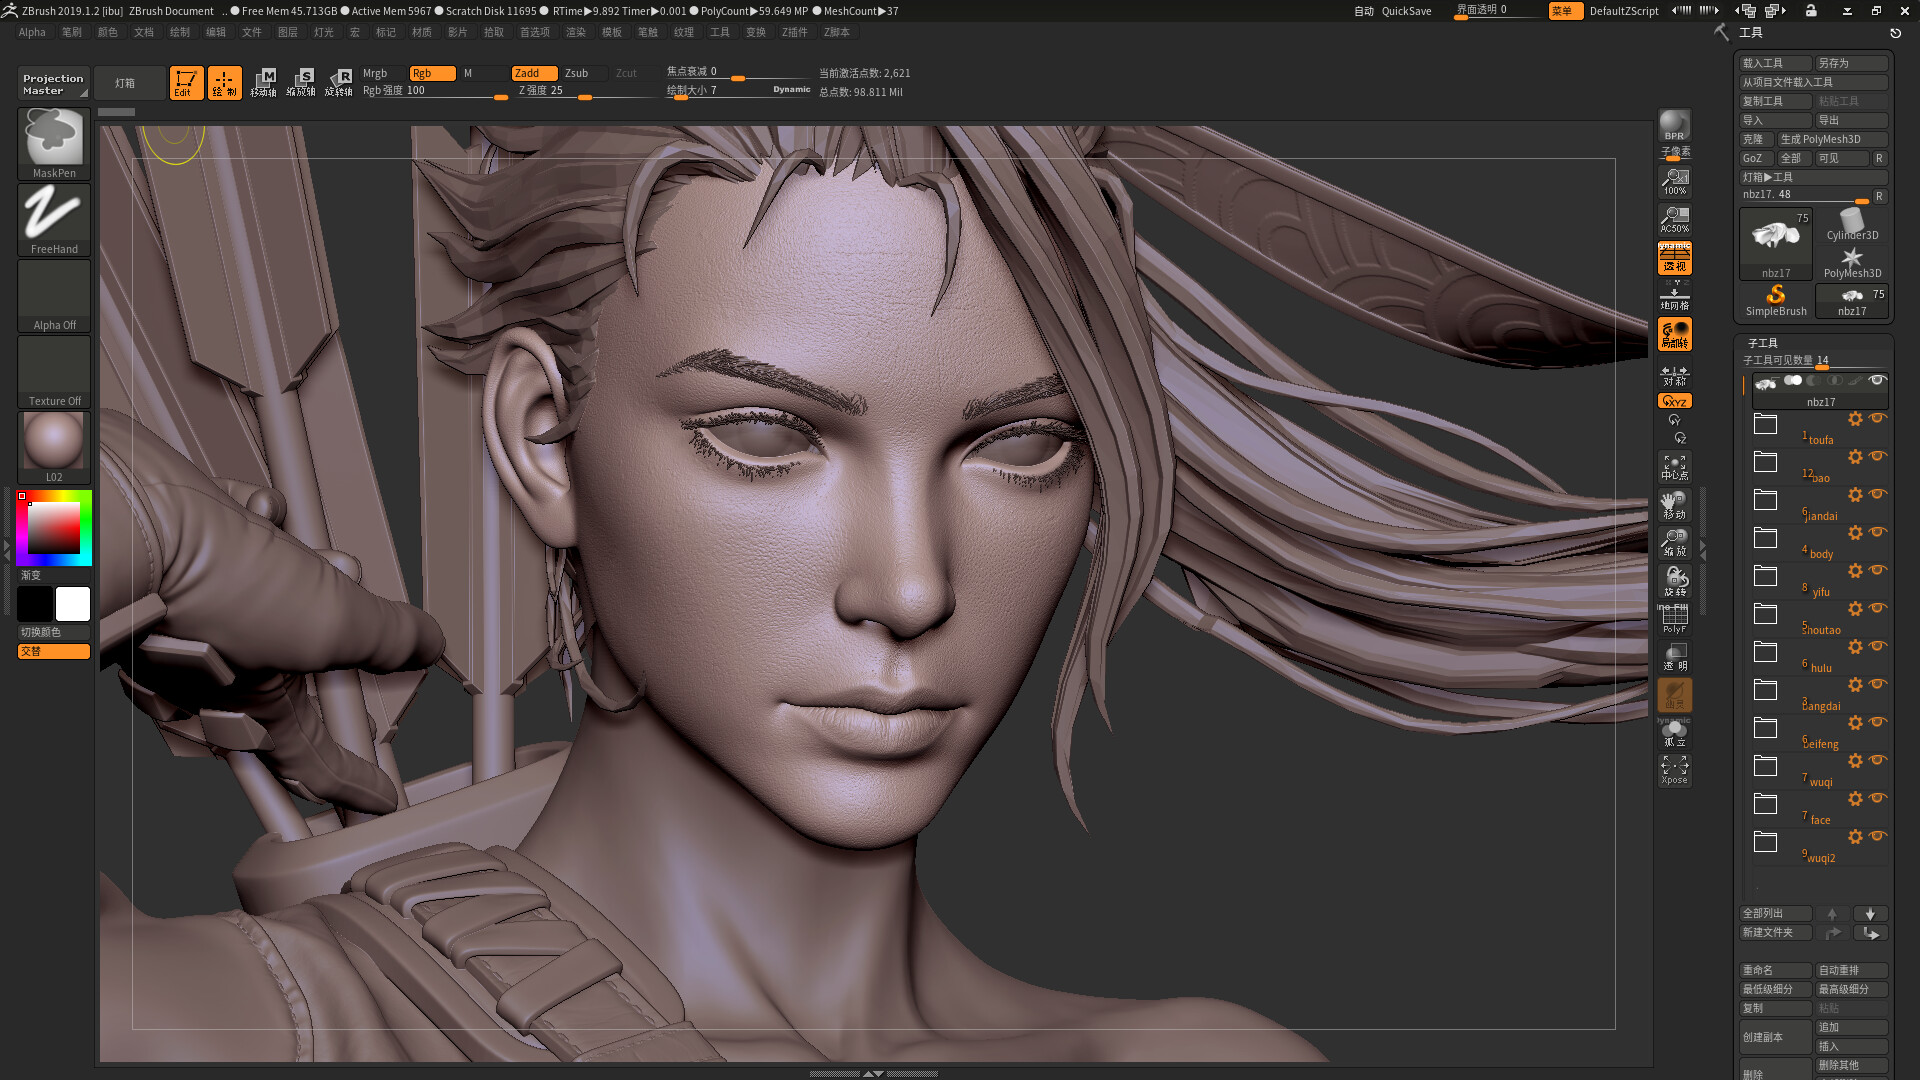 ZBrush 2019.1.2 [ibu] ZBrush Document .. ● Free Mem 45.713GB ● Active Mem 5967 ● Scratch Disk 11695 ● RTime▶9.892 Timer▶0.001 ● PolyCount▶59.649 MP ● MeshCount▶37
自动 QuickSave 界面透明 0 菜单 DefaultZScript
Alpha 笔刷 颜色 文档 绘制 编辑 文件 图层 灯光 宏 标记 材质 影片 拾取 首选项 渲染 模板 笔触 纹理 工具 变换 Z插件 Z脚本
工具
Projection Master
灯箱
Edit
绘制
M
移动轴
S
缩放轴
R
旋转轴
Mrgb Rgb M
Rgb 强度 100
Zadd Zsub Zcut
Z 强度 25
焦点衰减 0
绘制大小 7 Dynamic
当前激活点数: 2,621
总点数: 98.811 Mil
MaskPen
FreeHand
Alpha Off
Texture Off
L02
渐变
切换颜色
交替
BPR
子像素
100%
AC50%
Dynamic
透视
地网格
局部转
对称
XYZ
中心点
移动
缩放
旋转
PolyF
透明
Dynamic
孤立
Xpose
载入工具 另存为
从项目文件载入工具
复制工具 粘贴工具
导入 导出
克隆 生成 PolyMesh3D
GoZ 全部 可见 R
灯箱▶工具
nbz17. 48 R
75
nbz17
Cylinder3D
PolyMesh3D
SimpleBrush
75
nbz17
子工具
子工具可见数量 14
nbz17
1 toufa
12 bao
6 jiandai
4 body
8 yifu
5 shoutao
6 hulu
3 bangdai
6 beifeng
7 wuqi
7 face
9 wuqi2
全部列出
新建文件夹
重命名 自动重排
最低级细分 最高级细分
复制 粘贴
创建副本 追加
插入
删除 删除其他